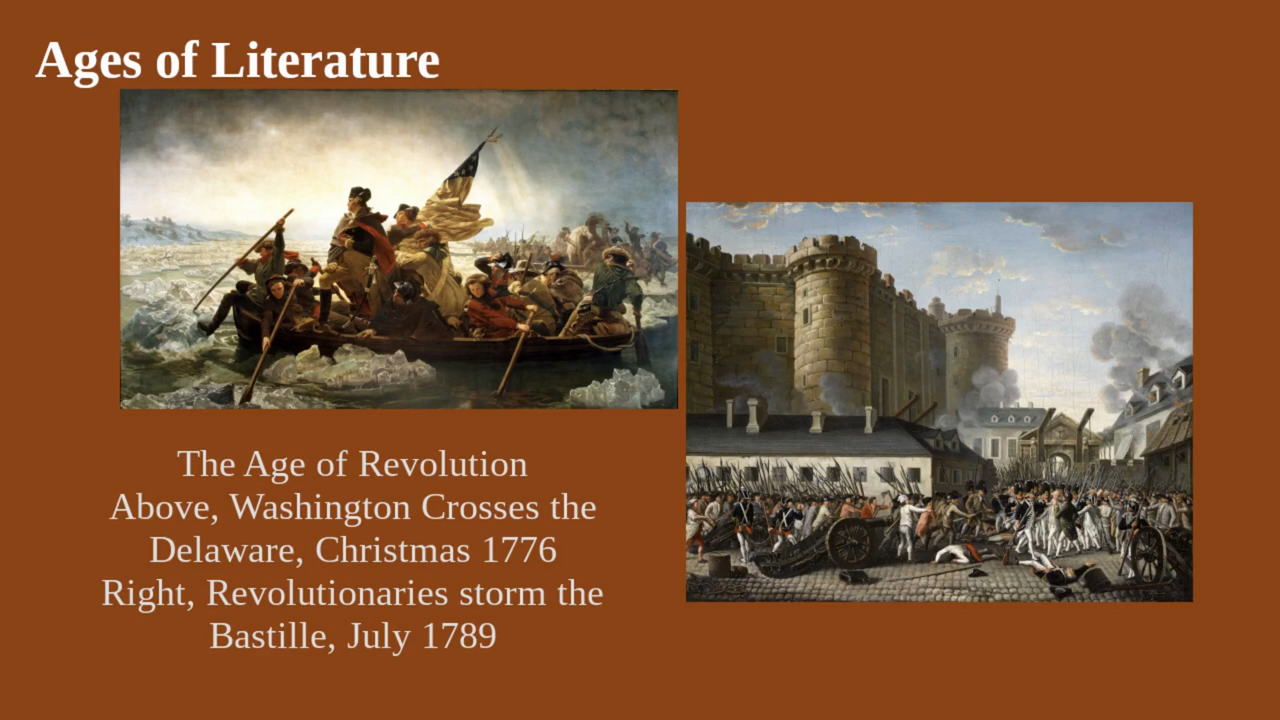 Ages of Literature
The Age of Revolution
Above, Washington Crosses the
Delaware, Christmas 1776
Right, Revolutionaries storm the
Bastille, July 1789